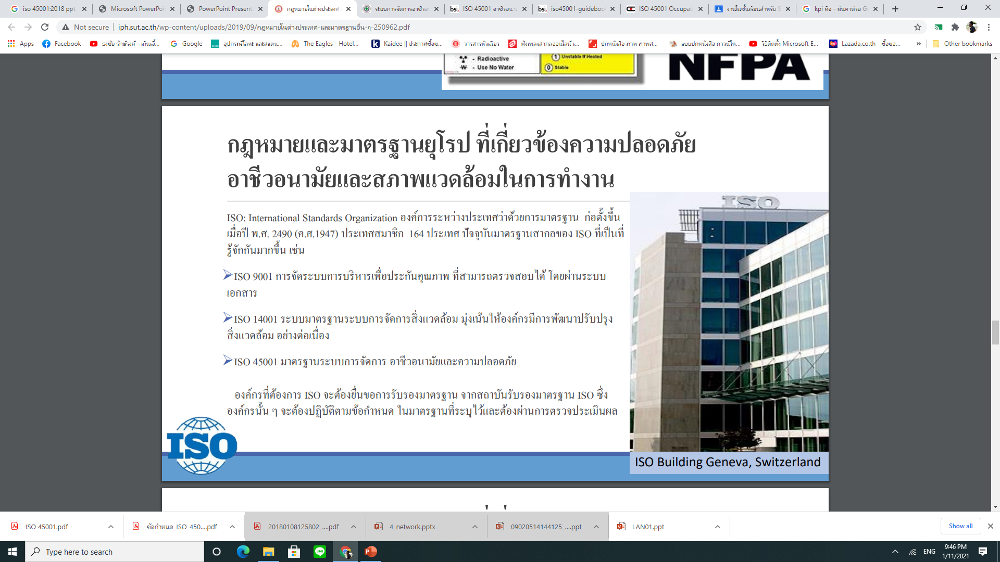 iso 45001:2018 ppt
Microsoft PowerPoi
PowerPoint Present
กฎหมายในต่างประเทศ
ระบบการจัดการอาชีวอ
bsi. ISO 45001 อาชีวอนา
bsi. iso45001-guideboo
ISO 45001 Occupat
งานในชั้นเรียนสำหรับ S
kpi คือ - ค้นหาด้วย Go
Not secure
iph.sut.ac.th/wp-content/uploads/2019/09/กฎหมายในต่างประเทศ-และมาตรฐานอื่น-ๆ-250962.pdf
Apps
Facebook
ธงชัย รักษ์รงค์ - เกินเอื้...
Google
อุปกรณ์โลหะ และสแตน...
The Eagles - Hotel...
Kaidee || ประกาศซื้อข...
วารสารหัวเฉียว
ฟังเพลงสากลออนไลน์ เ...
ปกหนังสือ ภาพ ภาพส...
แบบปกหนังสือ ดาวน์โห...
วิธีติดตั้ง Microsoft E...
Lazada.co.th - ซื้อขอ...
»
Other bookmarks
- Radioactive
W - Use No Water
1 Unstable If Heated
0 Stable
NFPA
กฎหมายและมาตรฐานยุโรป ที่เกี่ยวข้องความปลอดภัย
อาชีวอนามัยและสภาพแวดล้อมในการทำงาน
ISO: International Standards Organization องค์การระหว่างประเทศว่าด้วยการมาตรฐาน ก่อตั้งขึ้น
เมื่อปี พ.ศ. 2490 (ค.ศ.1947) ประเทศสมาชิก 164 ประเทศ ปัจจุบันมาตรฐานสากลของ ISO ที่เป็นที่
รู้จักกันมากขึ้น เช่น
ISO 9001 การจัดระบบการบริหารเพื่อประกันคุณภาพ ที่สามารถตรวจสอบได้ โดยผ่านระบบ
เอกสาร
ISO 14001 ระบบมาตรฐานระบบการจัดการสิ่งแวดล้อม มุ่งเน้นให้องค์กรมีการพัฒนาปรับปรุง
สิ่งแวดล้อม อย่างต่อเนื่อง
ISO 45001 มาตรฐานระบบการจัดการ อาชีวอนามัยและความปลอดภัย
องค์กรที่ต้องการ ISO จะต้องยื่นขอการรับรองมาตรฐาน จากสถาบันรับรองมาตรฐาน ISO ซึ่ง
องค์กรนั้น ๆ จะต้องปฏิบัติตามข้อกำหนด ในมาตรฐานที่ระบุไว้และต้องผ่านการตรวจประเมินผล
ISO
ISO
ISO Building Geneva, Switzerland
ISO 45001.pdf
ข้อกำหนด_ISO_450....pdf
20180108125802_....pdf
4_network.pptx
09020514144125_....ppt
LAN01.ppt
Show all
Type here to search
ENG
9:46 PM
1/11/2021